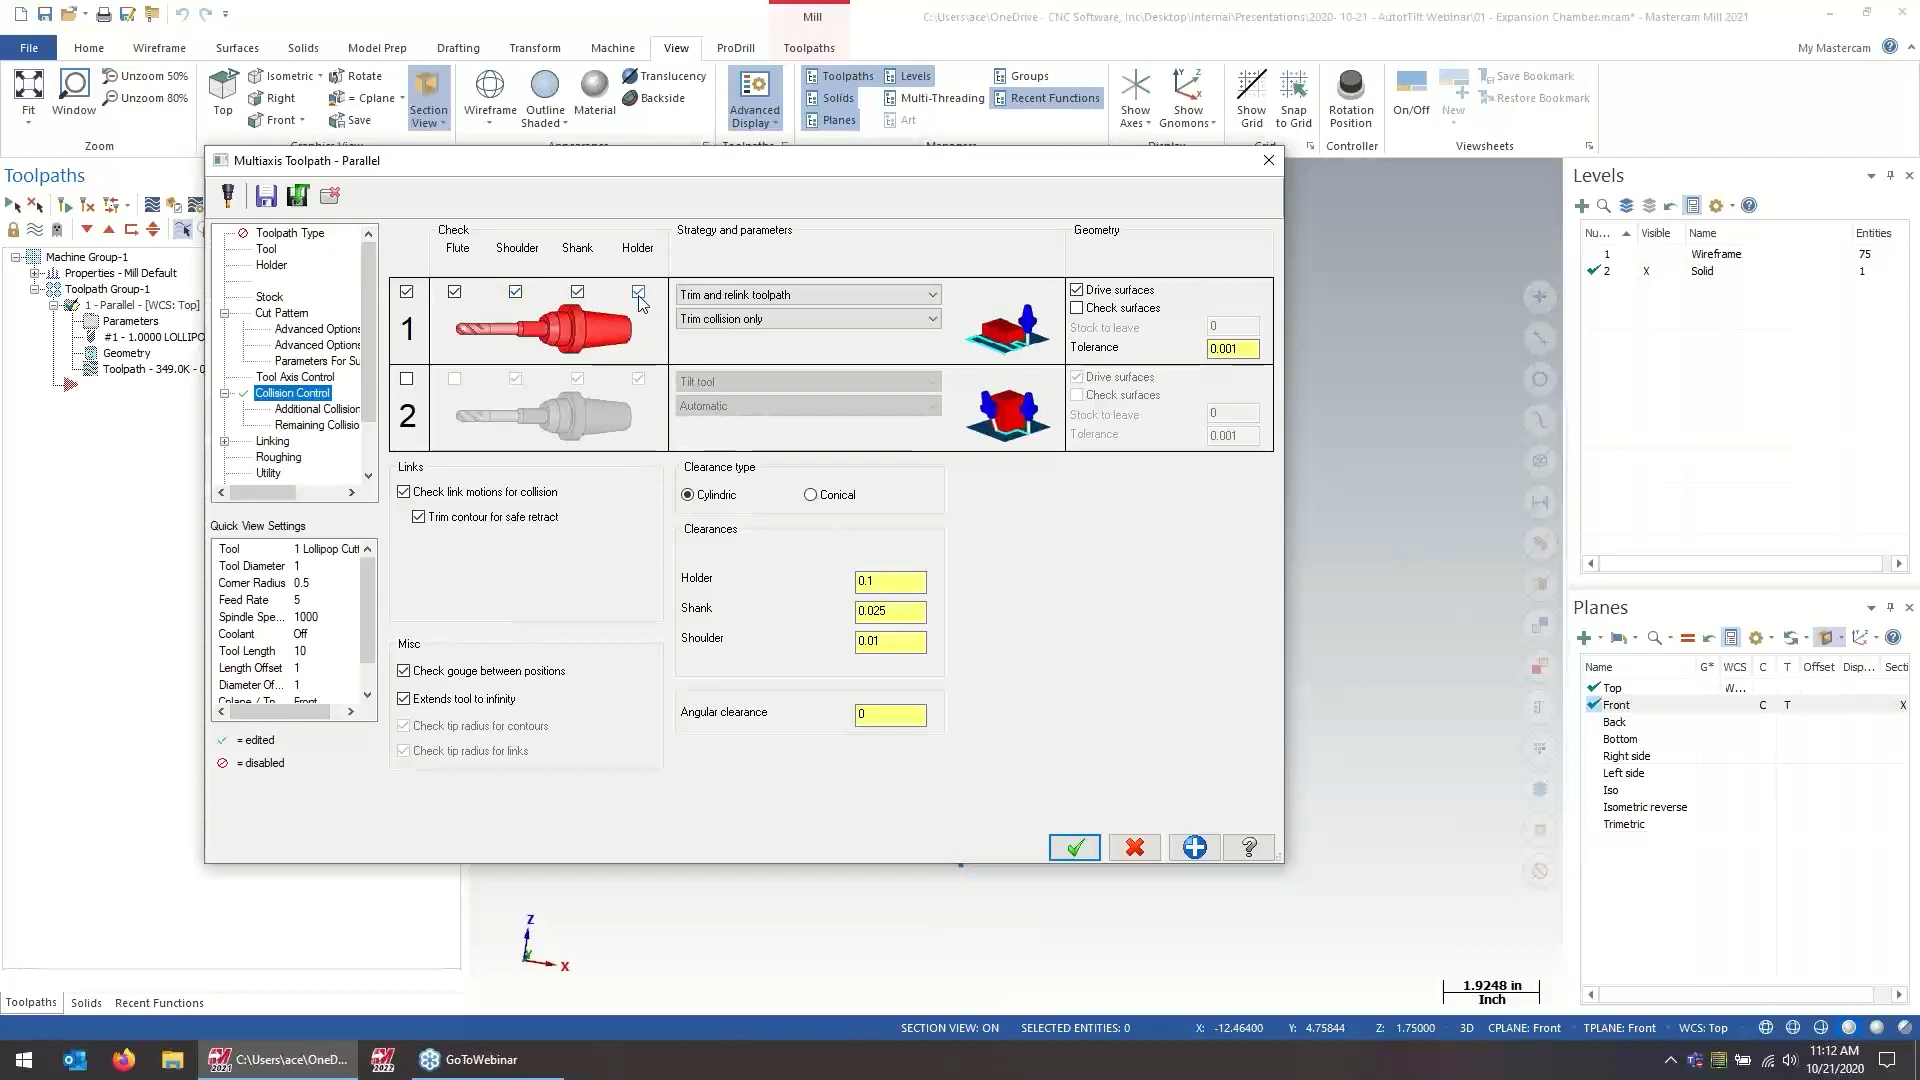 Mill
C:\Users\ace\OneDrive - CNC Software, Inc\Desktop\Internal\Presentations\2020- 10-21 - AutotTilt Webinar\01 - Expansion Chamber.mcam* - Mastercam Mill 2021
File Home Wireframe Surfaces Solids Model Prep Drafting Transform Machine View ProDrill Toolpaths My Mastercam
Fit Window Unzoom 50% Unzoom 80% Zoom
Top Isometric Right Front Rotate = Cplane Save Section View
Graphics View
Wireframe Outline Shaded Material Translucency Backside
Appearance
Advanced Display
Toolpaths
Toolpaths Solids Planes Levels Multi-Threading Art Groups Recent Functions
Managers
Show Axes Show Gnomons
Display
Show Grid Snap to Grid
Grid
Rotation Position
Controller
On/Off New Save Bookmark Restore Bookmark
Viewsheets
Toolpaths
Machine Group-1
Properties - Mill Default
Toolpath Group-1
1 - Parallel - [WCS: Top]
Parameters
#1 - 1.0000 LOLLIPO
Geometry
Toolpath - 349.0K - 0
Multiaxis Toolpath - Parallel
Toolpath Type
Tool
Holder
Stock
Cut Pattern
Advanced Options
Advanced Options
Parameters For Su
Tool Axis Control
Collision Control
Additional Collision
Remaining Collisio
Linking
Roughing
Utility
Quick View Settings
Tool 1 Lollipop Cutt
Tool Diameter 1
Corner Radius 0.5
Feed Rate 5
Spindle Spe... 1000
Coolant Off
Tool Length 10
Length Offset 1
Diameter Of... 1
Cplane / Tp... Front
= edited
= disabled
Check Strategy and parameters Geometry
Flute Shoulder Shank Holder
1 Trim and relink toolpath
Trim collision only
Drive surfaces
Check surfaces
Stock to leave 0
Tolerance 0.001
2 Tilt tool
Automatic
Drive surfaces
Check surfaces
Stock to leave 0
Tolerance 0.001
Links
Check link motions for collision
Trim contour for safe retract
Misc
Check gouge between positions
Extends tool to infinity
Check tip radius for contours
Check tip radius for links
Clearance type
Cylindric Conical
Clearances
Holder 0.1
Shank 0.025
Shoulder 0.01
Angular clearance 0
Z
Y
X
1.9248 in
Inch
Levels
Nu... Visible Name Entities
1 Wireframe 75
2 X Solid 1
Planes
Name G* WCS C T Offset Disp... Secti
Top W...
Front C T X
Back
Bottom
Right side
Left side
Iso
Isometric reverse
Trimetric
Toolpaths Solids Recent Functions
SECTION VIEW: ON SELECTED ENTITIES: 0 X: -12.46400 Y: 4.75844 Z: 1.75000 3D CPLANE: Front TPLANE: Front WCS: Top
C:\Users\ace\OneD... GoToWebinar
2021
2022
11:12 AM
10/21/2020